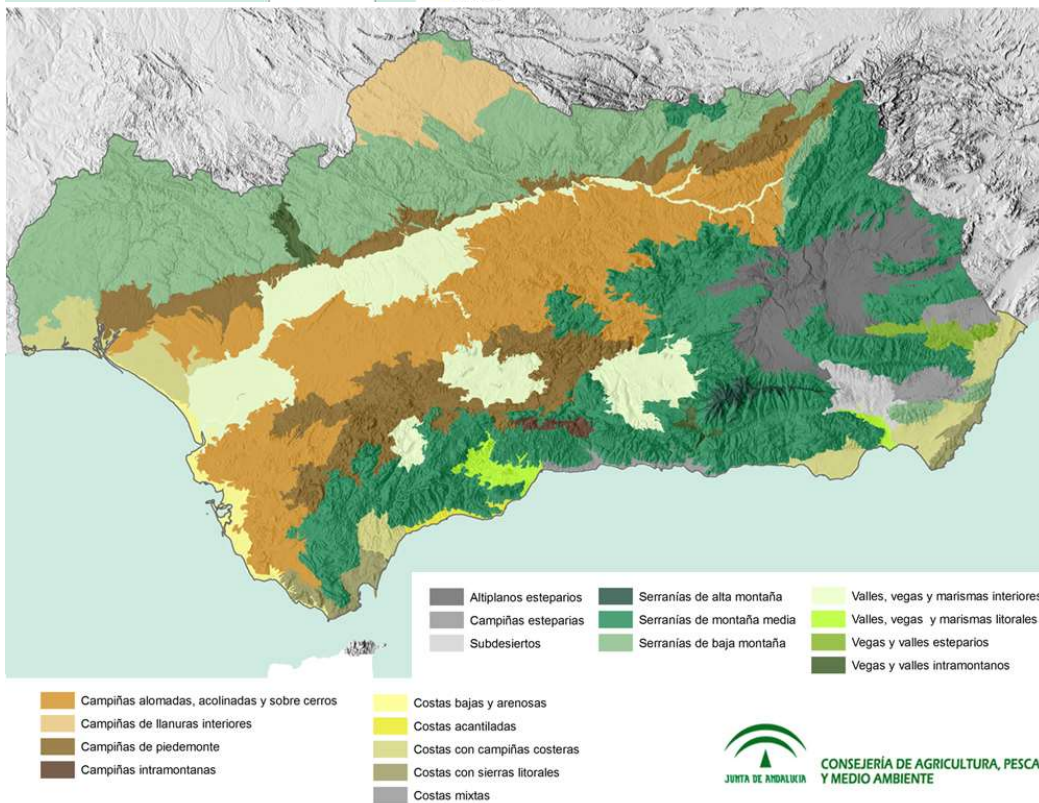 Altiplanos esteparios
Campiñas esteparias
Subdesiertos
Serranías de alta montaña
Serranías de montaña media
Serranías de baja montaña
Valles, vegas y marismas interiores
Valles, vegas y marismas litorales
Vegas y valles esteparios
Vegas y valles intramontanos
Campiñas alomadas, acolinadas y sobre cerros
Campiñas de llanuras interiores
Campiñas de piedemonte
Campiñas intramontanas
Costas bajas y arenosas
Costas acantiladas
Costas con campiñas costeras
Costas con sierras litorales
Costas mixtas
JUNTA DE ANDALUCIA
CONSEJERÍA DE AGRICULTURA, PESCA
Y MEDIO AMBIENTE